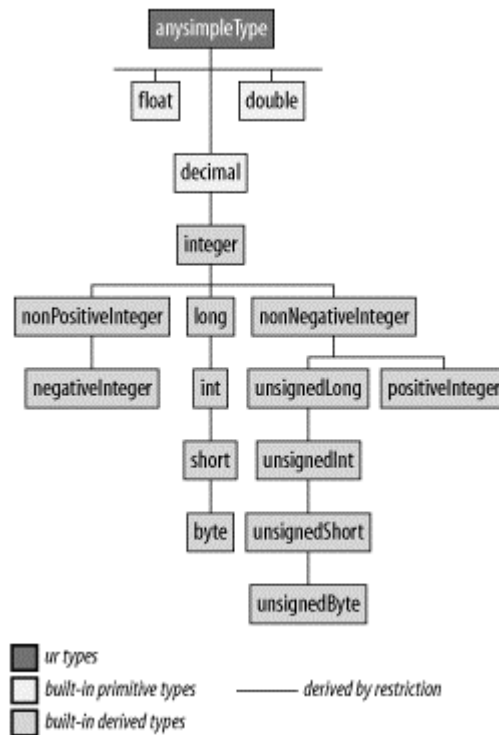 anysimpleType
float double
decimal
integer
nonPositiveInteger long nonNegativeInteger
negativeInteger int unsignedLong positiveInteger
short unsignedInt
byte unsignedShort
unsignedByte
ur types
built-in primitive types derived by restriction
built-in derived types